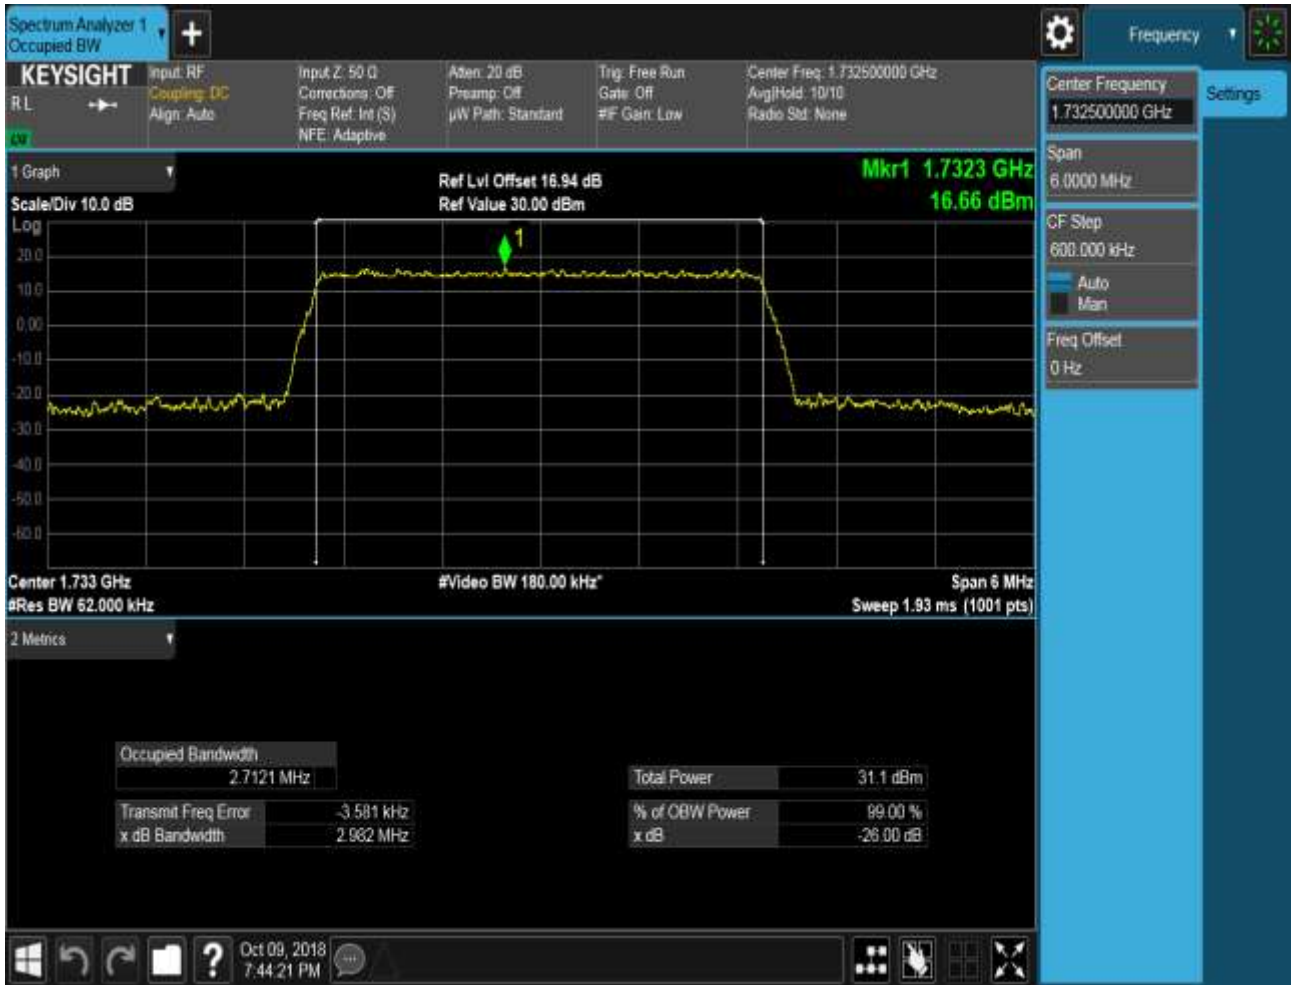 Spectrum Analyzer 1
Occupied BW
+
Frequency
KEYSIGHT
RL
LW
Input: RF
Coupling: DC
Align: Auto
Input Z: 50 Ω
Corrections: Off
Freq Ref: Int (S)
NFE: Adaptive
Atten: 20 dB
Preamp: Off
µW Path: Standard
Trig: Free Run
Gate: Off
#IF Gain: Low
Center Freq: 1.732500000 GHz
Avg|Hold: 10/10
Radio Std: None
Center Frequency
1.732500000 GHz
Settings
Span
6.0000 MHz
CF Step
600.000 kHz
Auto
Man
Freq Offset
0 Hz
1 Graph
Scale/Div 10.0 dB
Ref Lvl Offset 16.94 dB
Ref Value 30.00 dBm
Mkr1 1.7323 GHz
16.66 dBm
Log
1
20.0
10.0
0.00
-10.0
-20.0
-30.0
-40.0
-50.0
-60.0
Center 1.733 GHz
#Video BW 180.00 kHz*
Span 6 MHz
#Res BW 62.000 kHz
Sweep 1.93 ms (1001 pts)
2 Metrics
Occupied Bandwidth
2.7121 MHz
Total Power 31.1 dBm
Transmit Freq Error -3.581 kHz
% of OBW Power 99.00 %
x dB Bandwidth 2.982 MHz
x dB -26.00 dB
?
Oct 09, 2018
7:44:21 PM